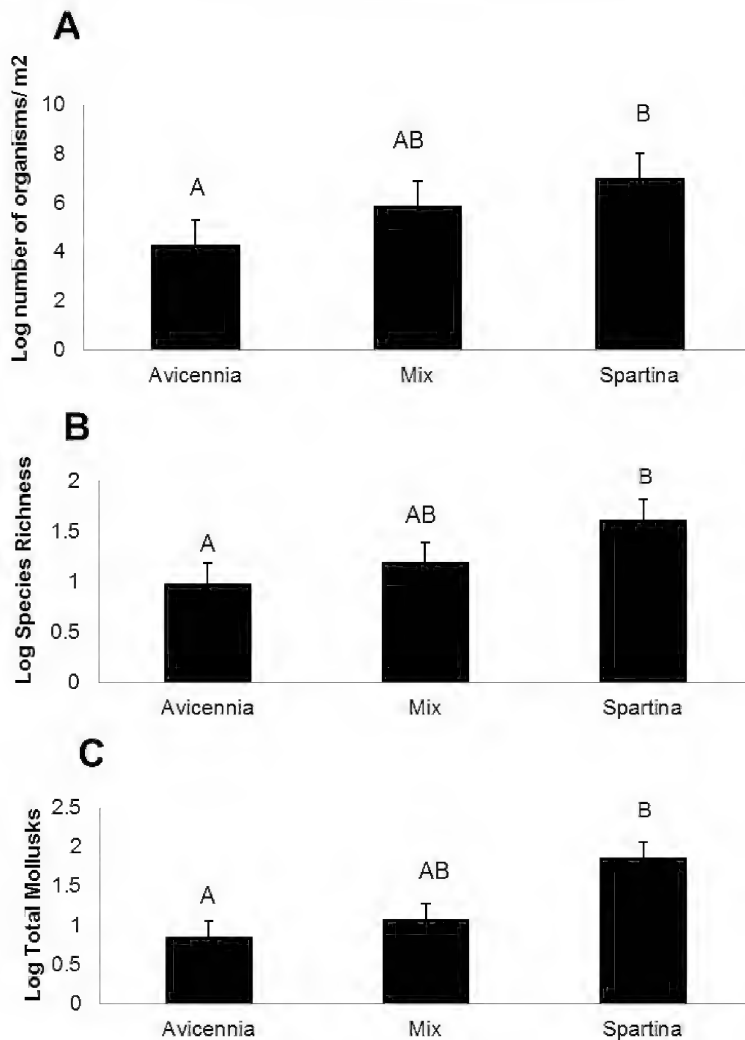 A
Log number of organisms/ m2
10
8
6
4
2
0
A
AB
B
Avicennia Mix Spartina
B
Log Species Richness
2
1.5
1
0.5
0
A
AB
B
Avicennia Mix Spartina
C
Log Total Mollusks
2.5
2
1.5
1
0.5
0
A
AB
B
Avicennia Mix Spartina